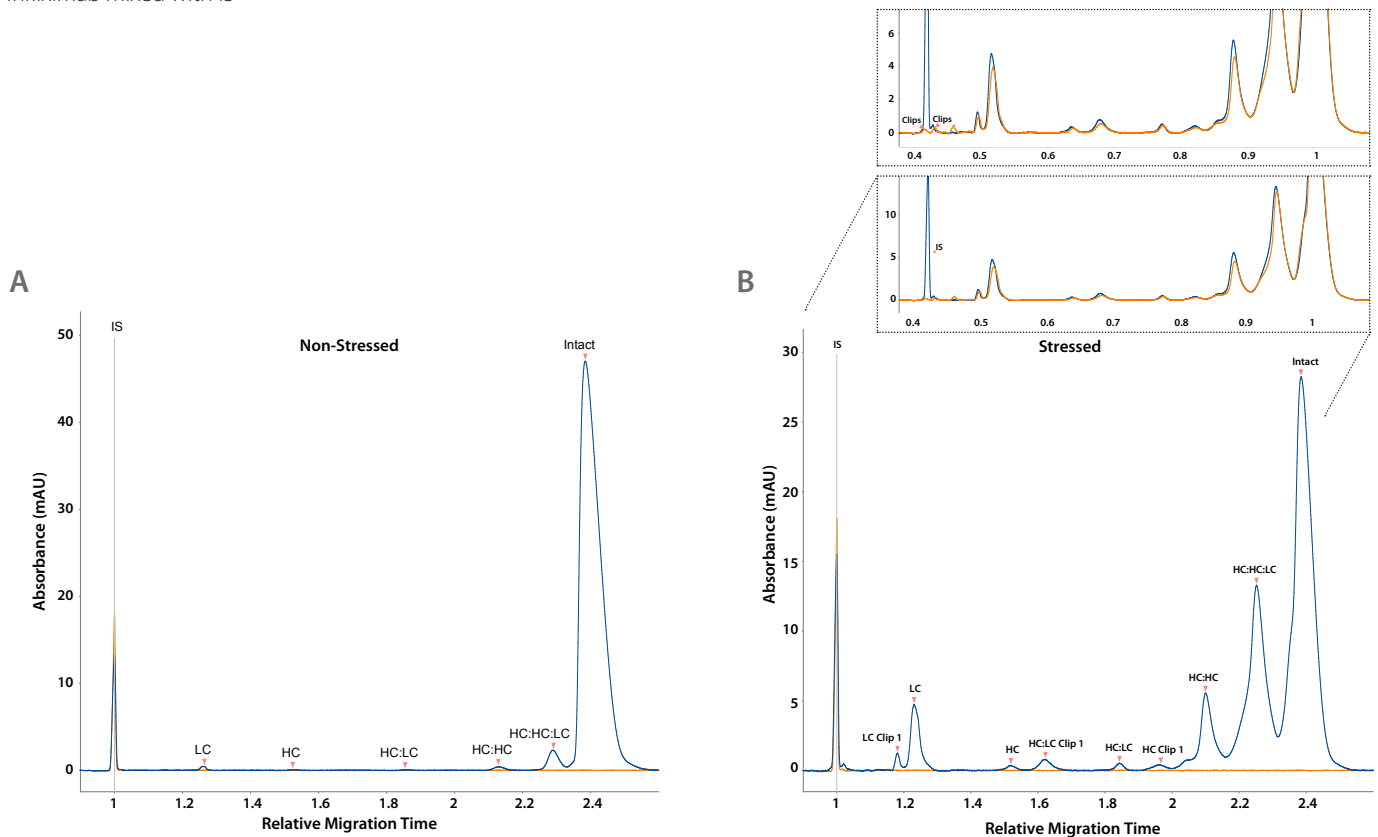 A
Non-Stressed
IS
Intact
LC
HC
HC:LC
HC:HC
HC:HC:LC
50
40
30
20
10
0
Absorbance (mAU)
1 1.2 1.4 1.6 1.8 2 2.2 2.4
Relative Migration Time
6
4
2
0
Clips
Clips
0.4 0.5 0.6 0.7 0.8 0.9 1
10
5
0
IS
0.4 0.5 0.6 0.7 0.8 0.9 1
B
Stressed
IS
Intact
HC:HC:LC
HC:HC
LC
LC Clip 1
HC
HC:LC Clip 1
HC:LC
HC Clip 1
30
25
20
15
10
5
0
Absorbance (mAU)
1 1.2 1.4 1.6 1.8 2 2.2 2.4
Relative Migration Time